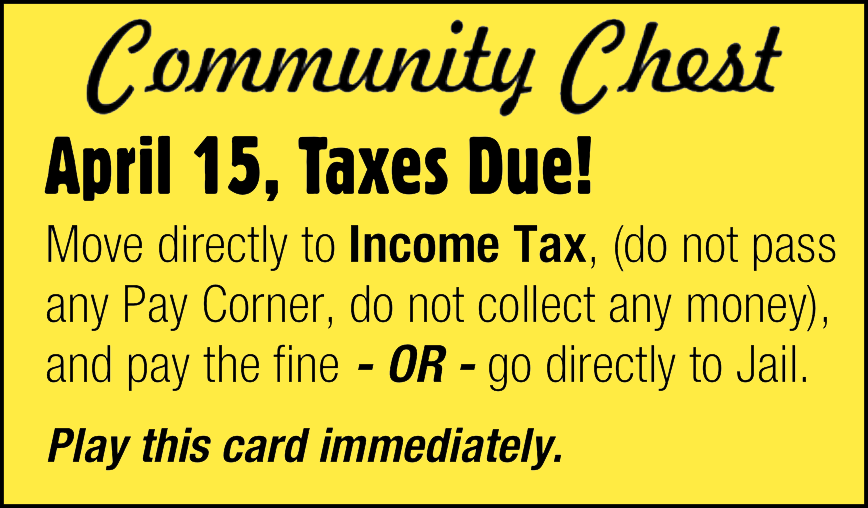 Community Chest
April 15, Taxes Due!
Move directly to Income Tax, (do not pass
any Pay Corner, do not collect any money),
and pay the fine - OR - go directly to Jail.
Play this card immediately.